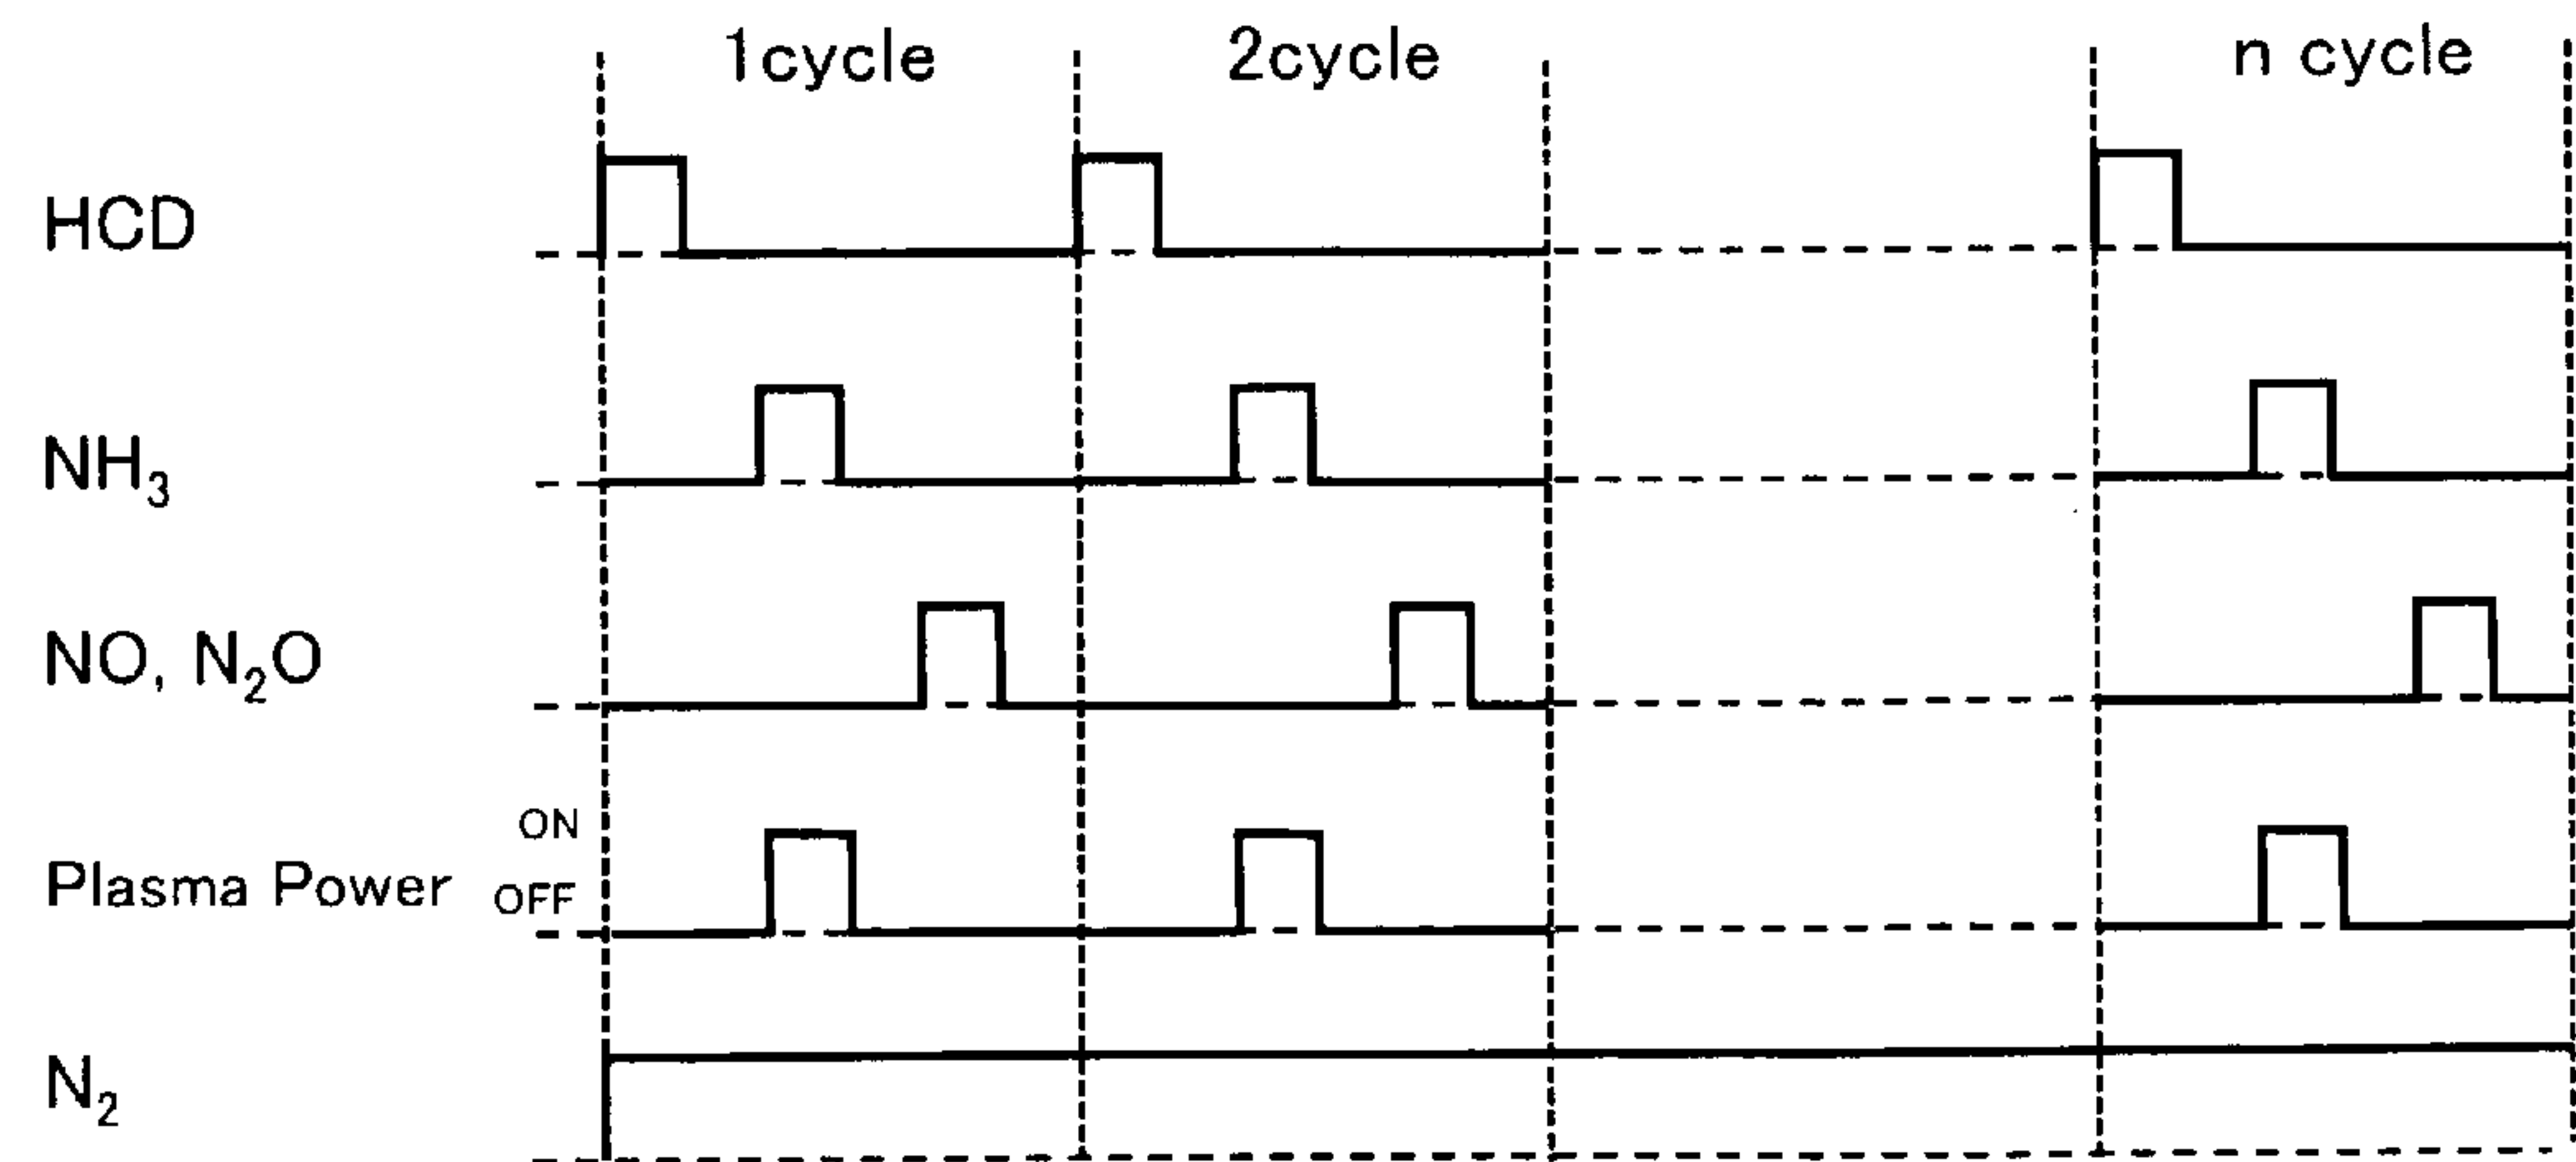 1cycle 2cycle n cycle
HCD
NH₃
NO, N₂O
ON
Plasma Power OFF
N₂